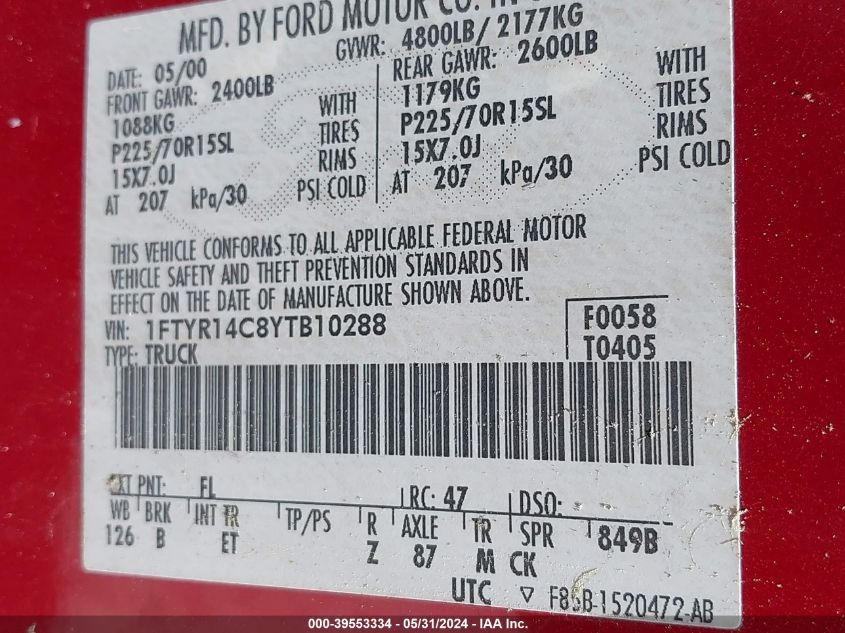 MFD. BY FORD MOTOR CO.
GVWR: 4800LB/ 2177KG
DATE: 05/00
FRONT GAWR: 2400LB
1088KG WITH
P225/70R15SL TIRES
15X7.0J RIMS
AT 207 kPa/30 PSI COLD
REAR GAWR: 2600LB
1179KG WITH
P225/70R15SL TIRES
15X7.0J RIMS
AT 207 kPa/30 PSI COLD
THIS VEHICLE CONFORMS TO ALL APPLICABLE FEDERAL MOTOR
VEHICLE SAFETY AND THEFT PREVENTION STANDARDS IN
EFFECT ON THE DATE OF MANUFACTURE SHOWN ABOVE.
VIN: 1FTYR14C8YTB10288
TYPE: TRUCK
F0058
T0405
EXT PNT: FL RC: 47 DSO:
WB BRK INT TR TP/PS R AXLE TR SPR 849B
126 B ET Z 87 M CK
UTC ▽ F85B-1520472-AB
000-39553334 - 05/31/2024 - IAA Inc.